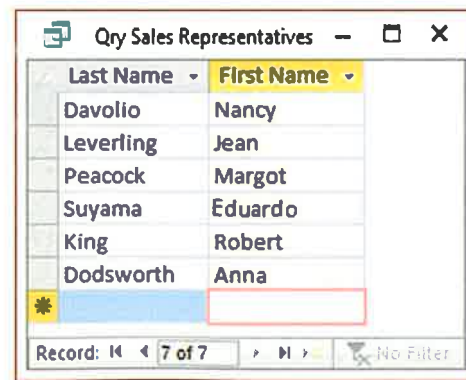 Qry Sales Representatives
Last Name First Name
Davolio Nancy
Leverling Jean
Peacock Margot
Suyama Eduardo
King Robert
Dodsworth Anna
Record: 7 of 7 No Filter